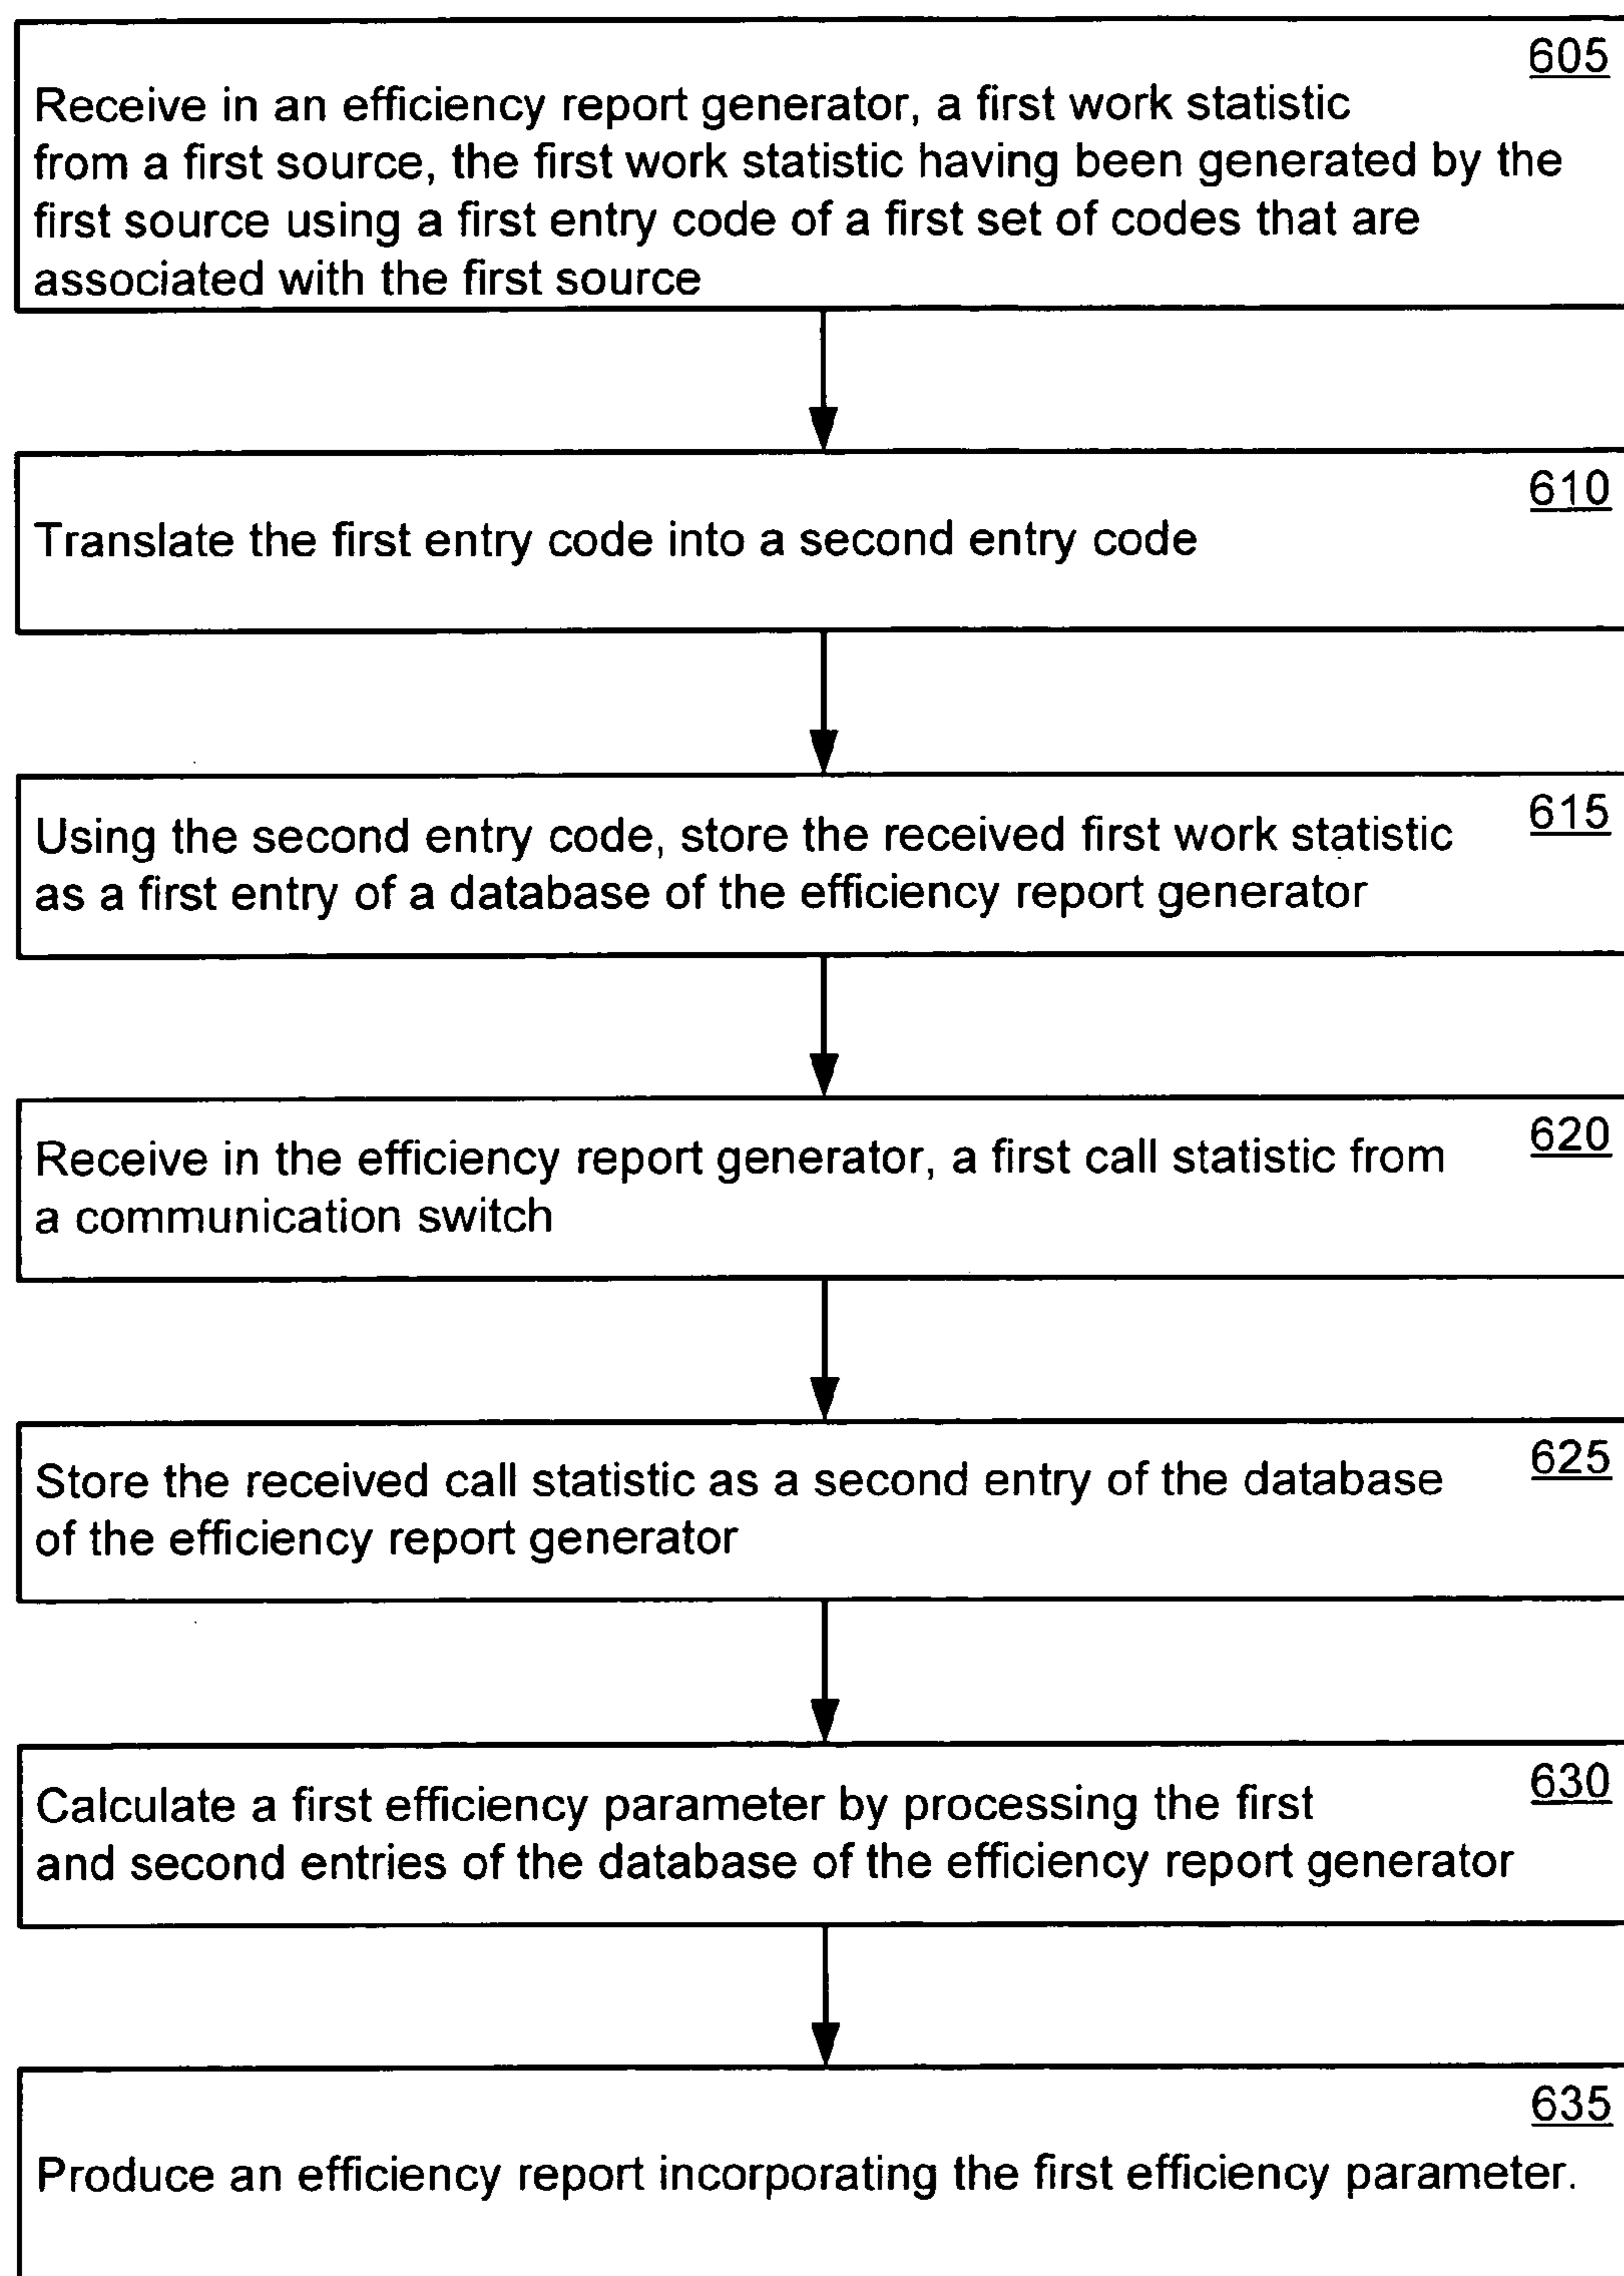 605
Receive in an efficiency report generator, a first work statistic
from a first source, the first work statistic having been generated by the
first source using a first entry code of a first set of codes that are
associated with the first source
610
Translate the first entry code into a second entry code
615
Using the second entry code, store the received first work statistic
as a first entry of a database of the efficiency report generator
620
Receive in the efficiency report generator, a first call statistic from
a communication switch
625
Store the received call statistic as a second entry of the database
of the efficiency report generator
630
Calculate a first efficiency parameter by processing the first
and second entries of the database of the efficiency report generator
635
Produce an efficiency report incorporating the first efficiency parameter.